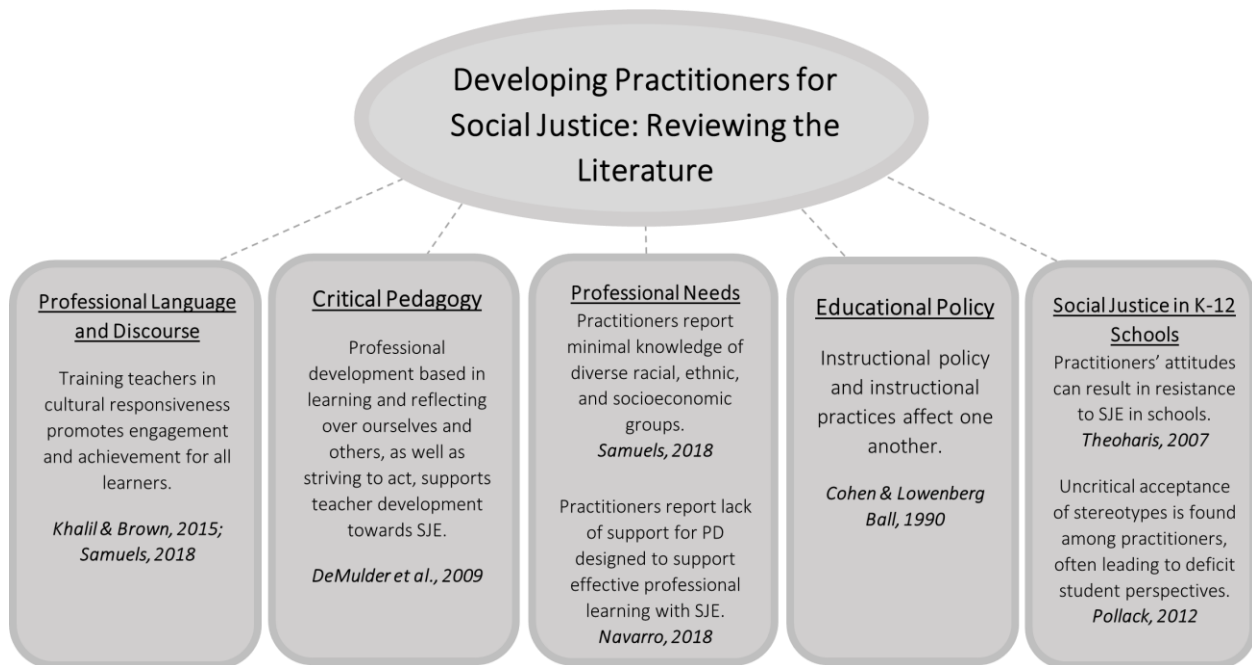 Developing Practitioners for
Social Justice: Reviewing the
Literature
Professional Language
and Discourse
Training teachers in
cultural responsiveness
promotes engagement
and achievement for all
learners.
Khalil & Brown, 2015;
Samuels, 2018
Critical Pedagogy
Professional
development based in
learning and reflecting
over ourselves and
others, as well as
striving to act, supports
teacher development
towards SJE.
DeMulder et al., 2009
Professional Needs
Practitioners report
minimal knowledge of
diverse racial, ethnic,
and socioeconomic
groups.
Samuels, 2018
Practitioners report lack
of support for PD
designed to support
effective professional
learning with SJE.
Navarro, 2018
Educational Policy
Instructional policy
and instructional
practices affect one
another.
Cohen & Lowenberg
Ball, 1990
Social Justice in K-12
Schools
Practitioners’ attitudes
can result in resistance
to SJE in schools.
Theoharis, 2007
Uncritical acceptance
of stereotypes is found
among practitioners,
often leading to deficit
student perspectives.
Pollack, 2012